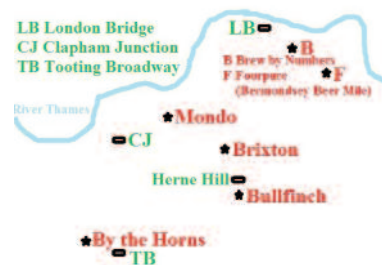 LB London Bridge
CJ Clapham Junction
TB Tooting Broadway
LB
B
B Brew by Numbers
F Fourpure
F
(Bermondsey Beer Mile)
River Thames
Mondo
CJ
Brixton
Herne Hill
Bullfinch
By the Horns
TB